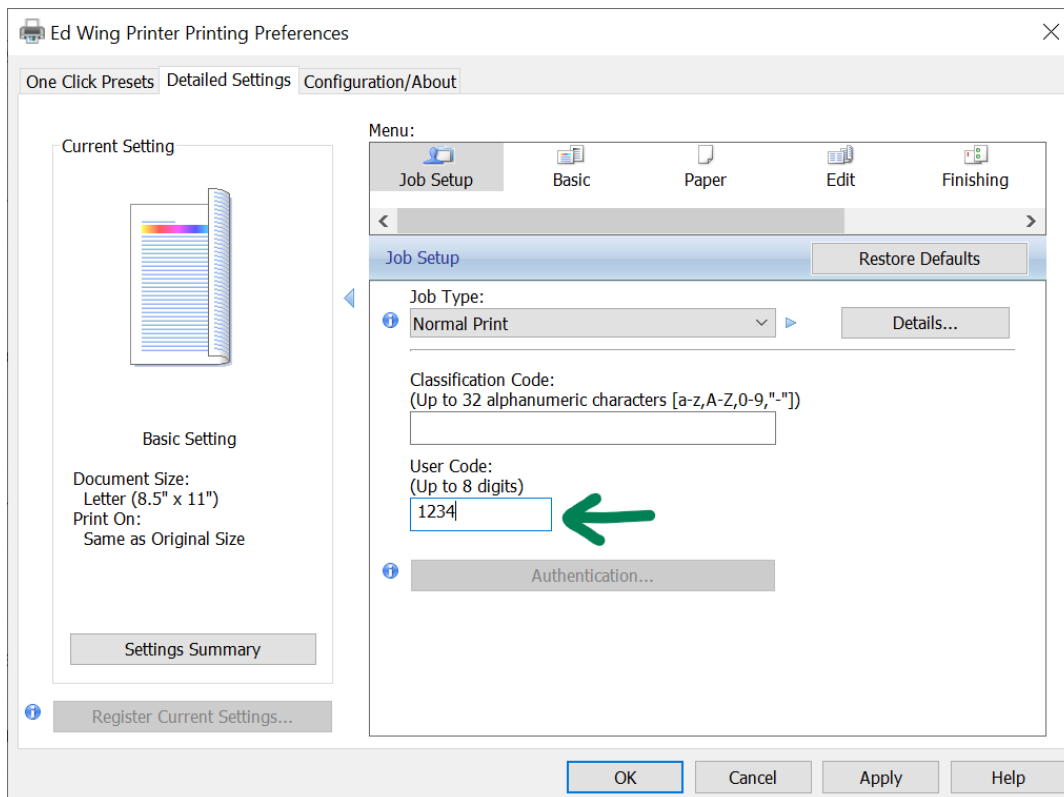 Ed Wing Printer Printing Preferences
One Click Presets Detailed Settings Configuration/About
Current Setting
Basic Setting
Document Size:
Letter (8.5" x 11")
Print On:
Same as Original Size
Settings Summary
Register Current Settings...
Menu:
Job Setup Basic Paper Edit Finishing
Job Setup Restore Defaults
Job Type:
Normal Print Details...
Classification Code:
(Up to 32 alphanumeric characters [a-z,A-Z,0-9,"-"])
User Code:
(Up to 8 digits)
1234
Authentication...
OK Cancel Apply Help